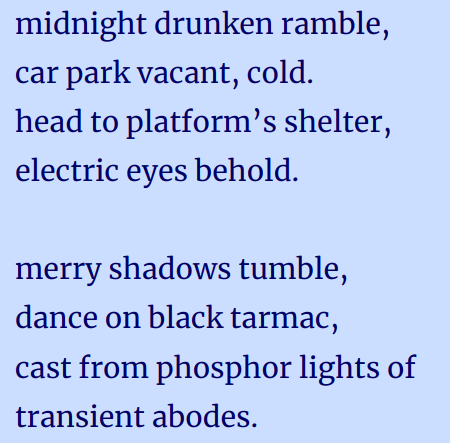 midnight drunken ramble,
car park vacant, cold.
head to platform’s shelter,
electric eyes behold.

merry shadows tumble,
dance on black tarmac,
cast from phosphor lights of
transient abodes.